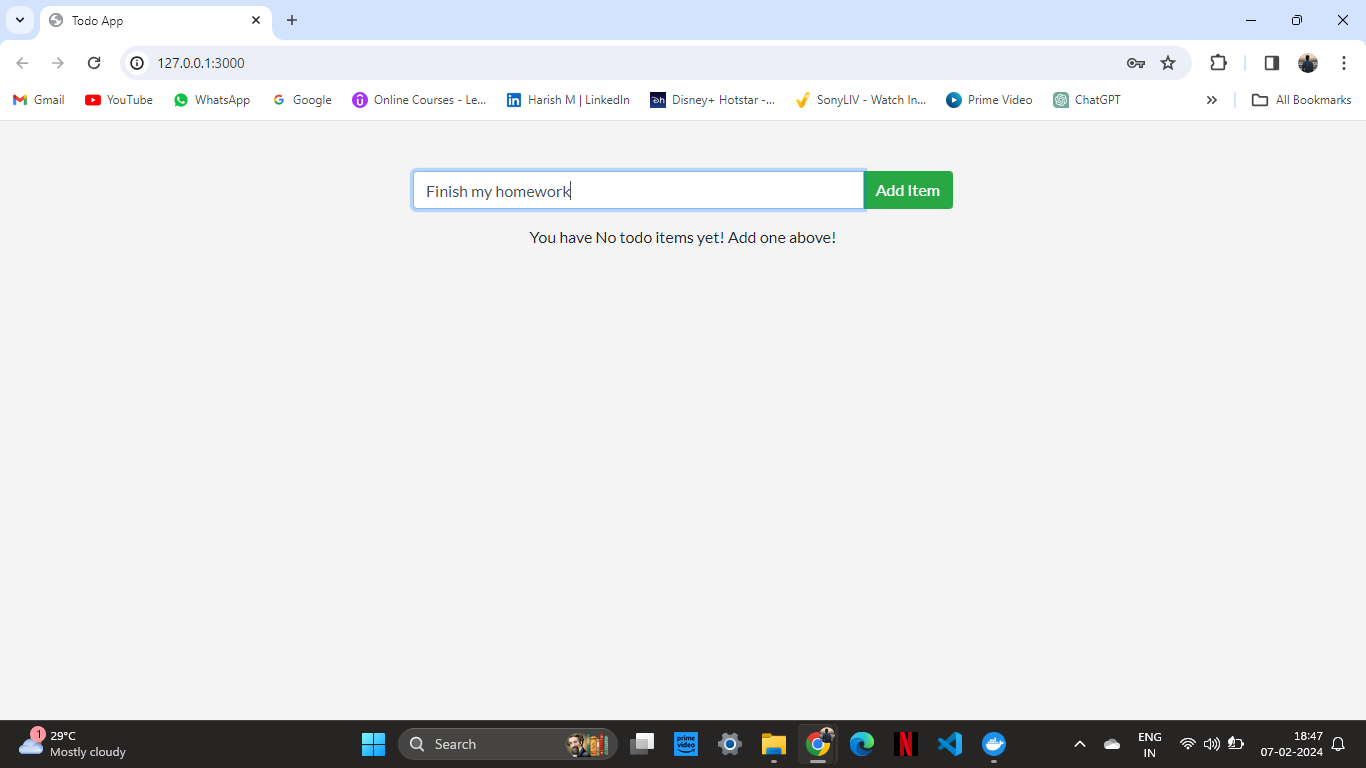 Todo App
127.0.0.1:3000
Gmail YouTube WhatsApp Google Online Courses - Le... Harish M | LinkedIn Disney+ Hotstar -... SonyLIV - Watch In... Prime Video ChatGPT All Bookmarks
Finish my homework Add Item
You have No todo items yet! Add one above!
1
29°C
Mostly cloudy
Search
prime
video
ENG
IN
18:47
07-02-2024